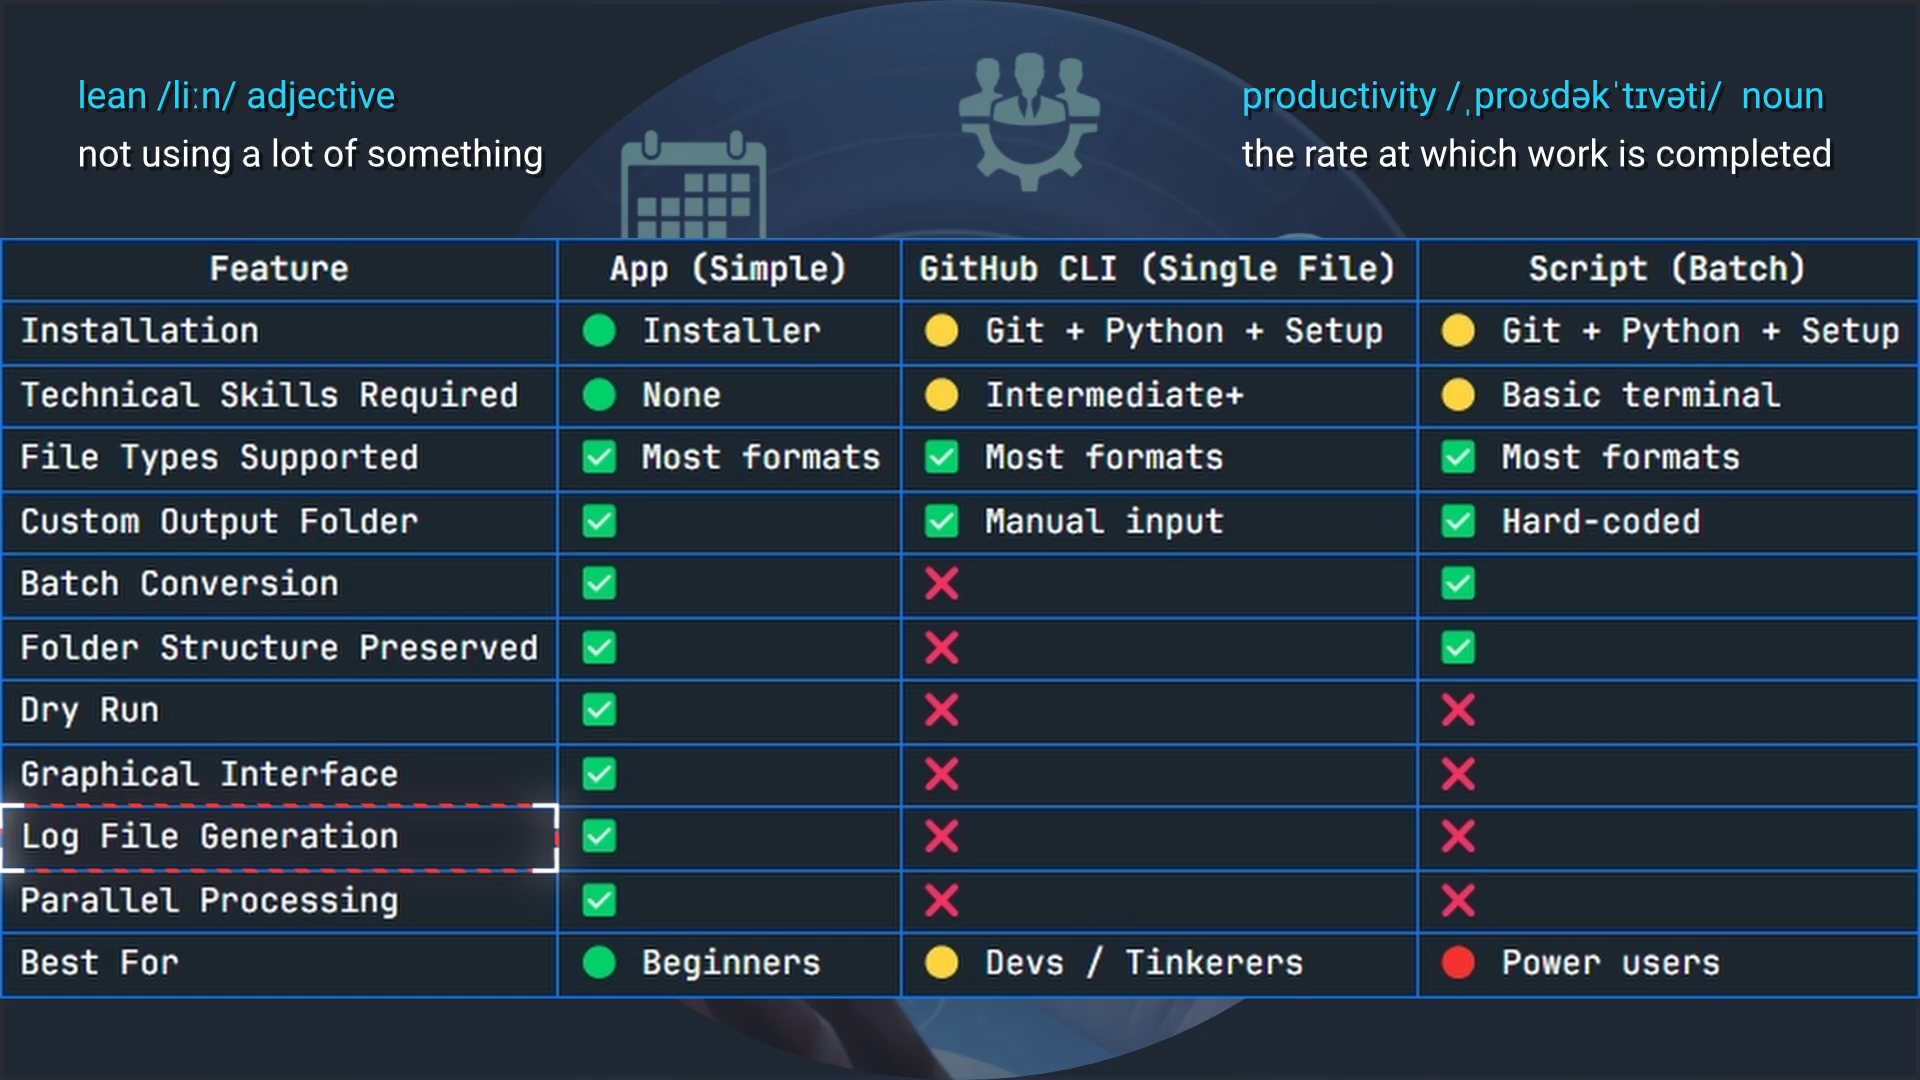 lean /liːn/ adjective
not using a lot of something
productivity /ˌproʊdəkˈtɪvəti/ noun
the rate at which work is completed
Feature App (Simple) GitHub CLI (Single File) Script (Batch)
Installation Installer Git + Python + Setup Git + Python + Setup
Technical Skills Required None Intermediate+ Basic terminal
File Types Supported Most formats Most formats Most formats
Custom Output Folder Manual input Hard-coded
Batch Conversion
Folder Structure Preserved
Dry Run
Graphical Interface
Log File Generation
Parallel Processing
Best For Beginners Devs / Tinkerers Power users